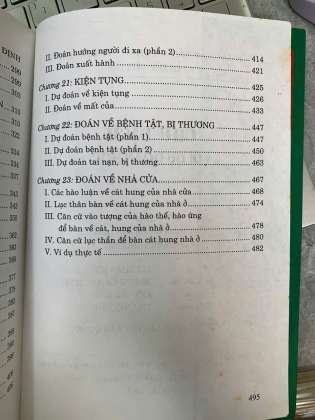 ĐỊNH
299
II. Đoán hướng người đi xa (phần 2) 414
III. Đoán xuất hành 421
Chương 21: KIỆN TỤNG 425
I. Dự đoán về kiện tụng 426
II. Đoán về mất của 433
Chương 22: ĐOÁN VỀ BỆNH TẬT, BỊ THƯƠNG 447
I. Dự đoán bệnh tật (phần 1) 447
II. Dự đoán bệnh tật (phần 2) 450
III. Dự đoán tai nạn, bị thương 463
Chương 23: ĐOÁN VỀ NHÀ CỬA 467
I. Các hào luận về cát hung của nhà cửa 468
II. Lục thân bàn về cát hung của nhà ở 474
III. Căn cứ vào tượng của hào thế, hào ứng
để bàn về cát, hung của nhà ở 478
IV. Căn cứ lục thần để bàn cát hung nhà ở 480
V. Ví dụ thực tế 482
495